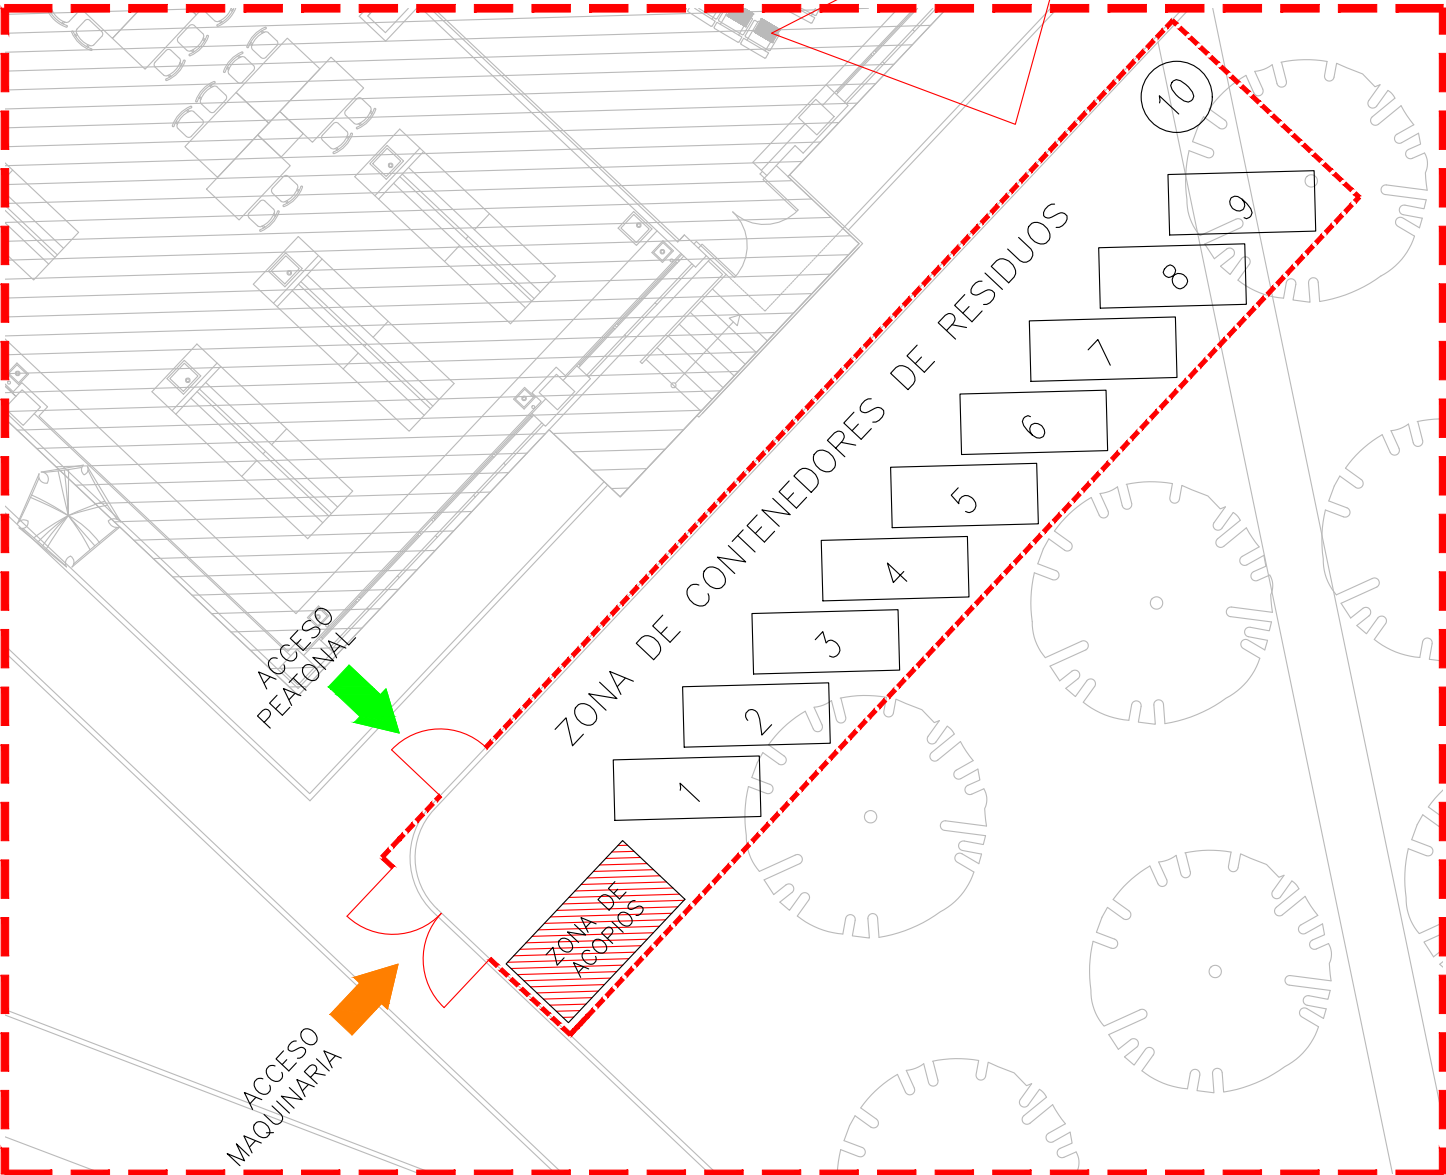 10
9
8
7
6
5
4
3
2
1
ZONA DE CONTENEDORES DE RESIDUOS
ACCESO
PEATONAL
ZONA DE
ACOPIOS
ACCESO
MAQUINARIA